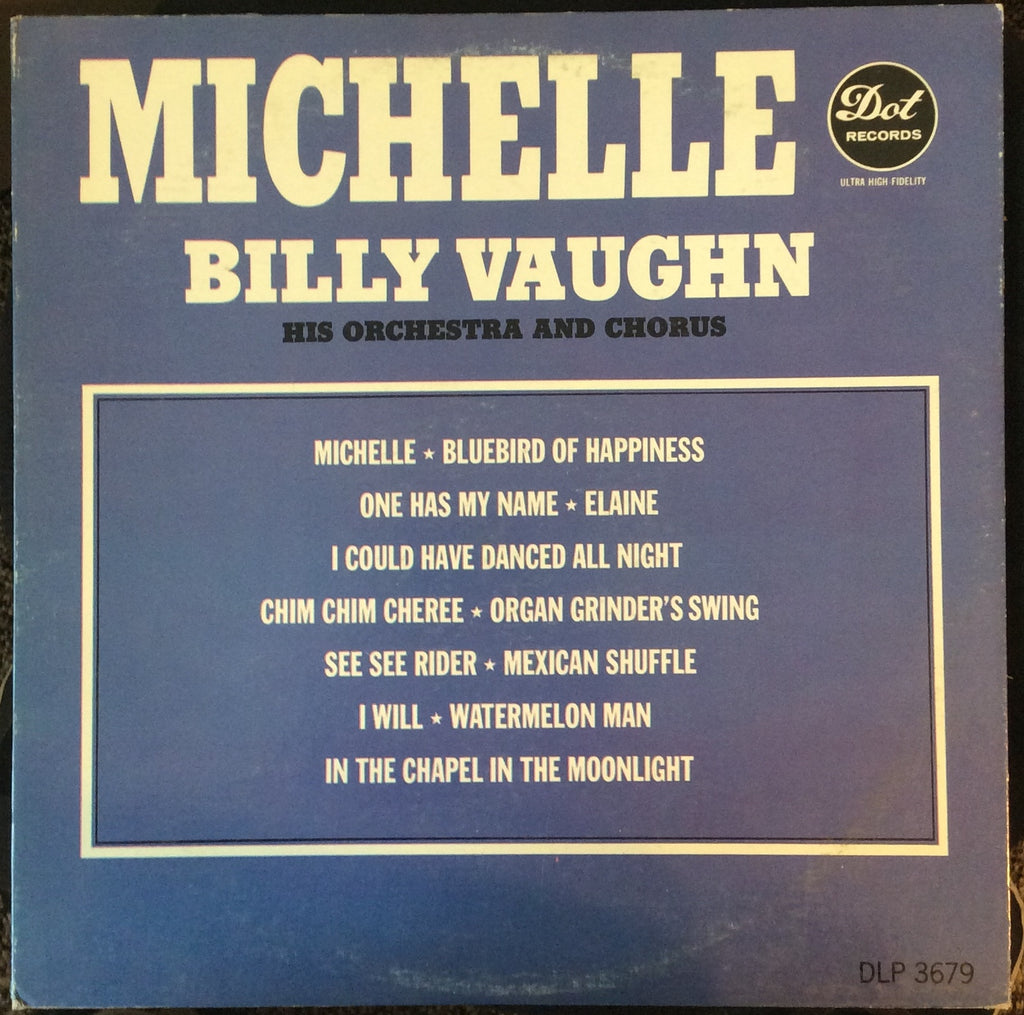 MICHELLE
Dot
RECORDS
ULTRA HIGH-FIDELITY
BILLY VAUGHN
HIS ORCHESTRA AND CHORUS
MICHELLE ★ BLUEBIRD OF HAPPINESS
ONE HAS MY NAME ★ ELAINE
I COULD HAVE DANCED ALL NIGHT
CHIM CHIM CHEREE ★ ORGAN GRINDER'S SWING
SEE SEE RIDER ★ MEXICAN SHUFFLE
I WILL ★ WATERMELON MAN
IN THE CHAPEL IN THE MOONLIGHT
DLP 3679